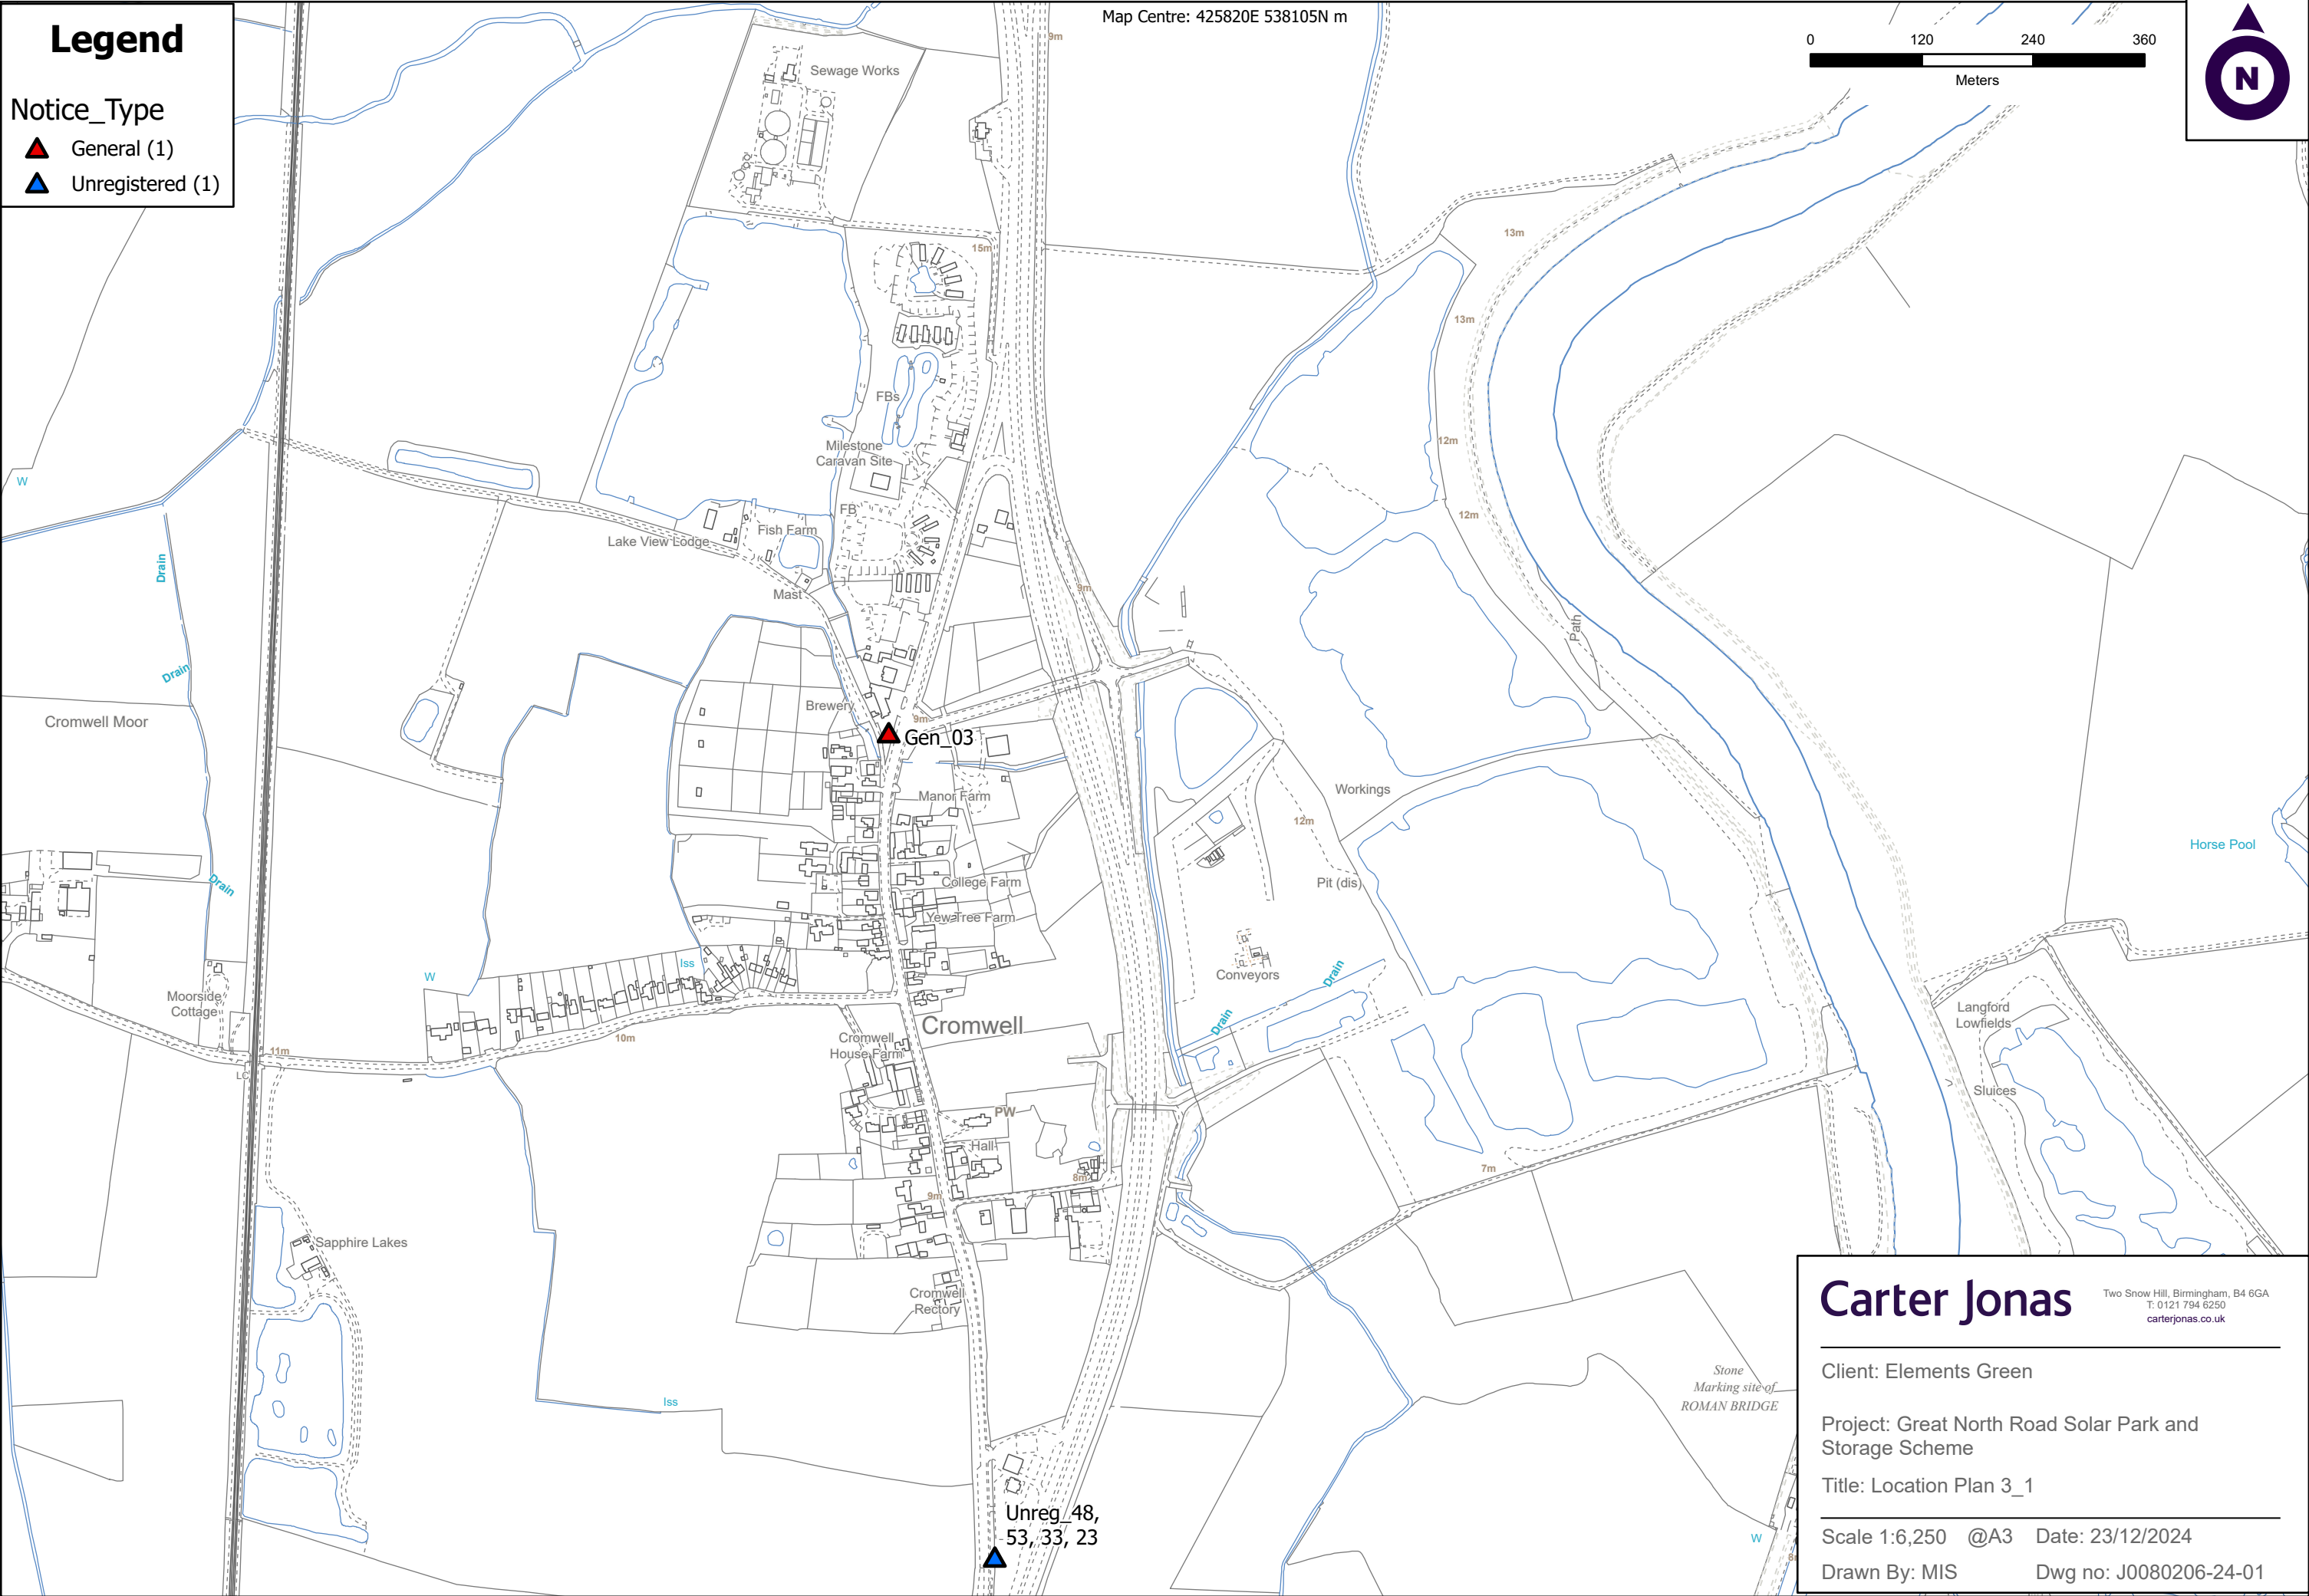 Legend
Notice_Type
General (1)
Unregistered (1)
Map Centre: 425820E 538105N m
0 120 240 360
Meters
N
9m
Sewage Works
15m
13m
13m
FBs
12m
Milestone
Caravan Site
W
FB
12m
Fish Farm
Lake View Lodge
Drain
9m
Mast
Path
Drain
Brewery
9m
Cromwell Moor
Gen_03
Workings
Manor Farm
12m
Horse Pool
Drain
College Farm
Pit (dis)
Yew Tree Farm
Iss
W
Conveyors
Drain
Moorside
Cottage
Drain
Langford
Lowfields
Cromwell
10m
Cromwell
House Farm
11m
LC
Sluices
PW
Hall
7m
8m
9m
Sapphire Lakes
Cromwell
Rectory
Stone
Marking site of
ROMAN BRIDGE
Iss
Unreg_48,
53, 33, 23
W
8m
Carter Jonas
Two Snow Hill, Birmingham, B4 6GA
T: 0121 794 6250
carterjonas.co.uk
Client: Elements Green
Project: Great North Road Solar Park and
Storage Scheme
Title: Location Plan 3_1
Scale 1:6,250 @A3 Date: 23/12/2024
Drawn By: MIS Dwg no: J0080206-24-01